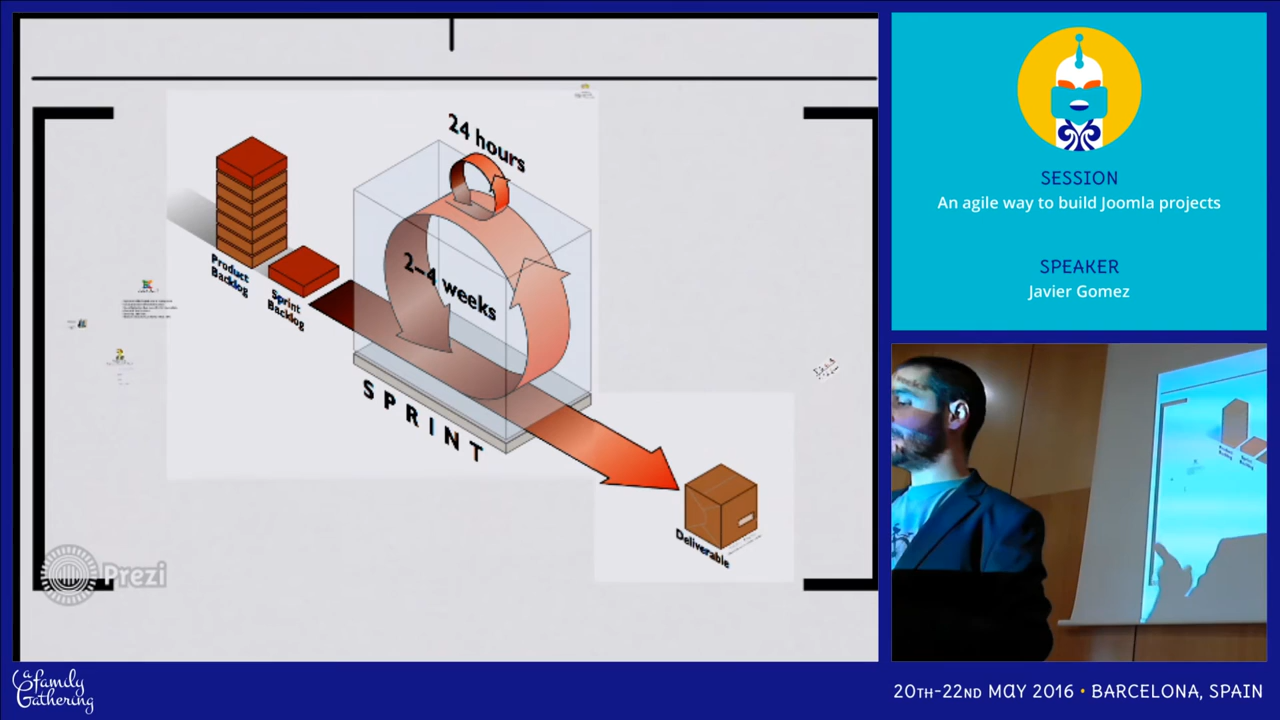 24 hours
2–4 weeks
Product
Backlog
Sprint
Backlog
SPRINT
Deliverable
Prezi
SESSION
An agile way to build Joomla projects
SPEAKER
Javier Gomez
a family
Gathering
20TH-22ND MAY 2016 • BARCELONA, SPAIN